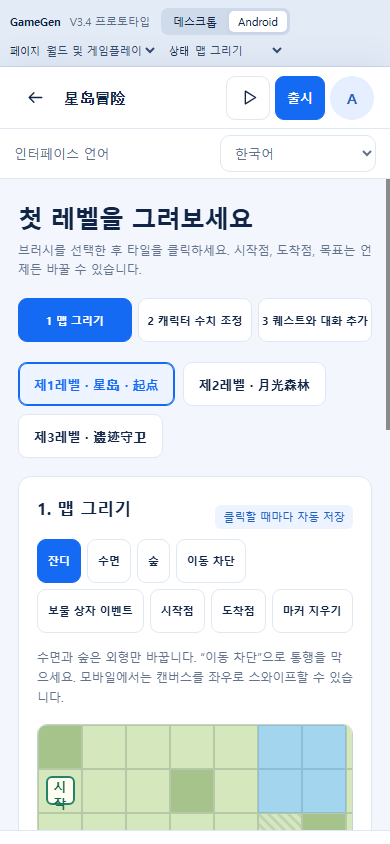 GameGen V3.4 프로토타입 데스크톱 Android
페이지 월드 및 게임플레이 상태 맵 그리기
星岛冒险 출시 A
인터페이스 언어 한국어
첫 레벨을 그려보세요
브러시를 선택한 후 타일을 클릭하세요. 시작점, 도착점, 목표는 언
제든 바꿀 수 있습니다.
1 맵 그리기 2 캐릭터 수치 조정 3 퀘스트와 대화 추가
제1레벨 · 星岛 · 起点 제2레벨 · 月光森林
제3레벨 · 遗迹守卫
1. 맵 그리기
클릭할 때마다 자동 저장
잔디 수면 숲 이동 차단
보물 상자 이벤트 시작점 도착점 마커 지우기
수면과 숲은 외형만 바꿉니다. “이동 차단”으로 통행을 막
으세요. 모바일에서는 캔버스를 좌우로 스와이프할 수 있습
니다.
시
작